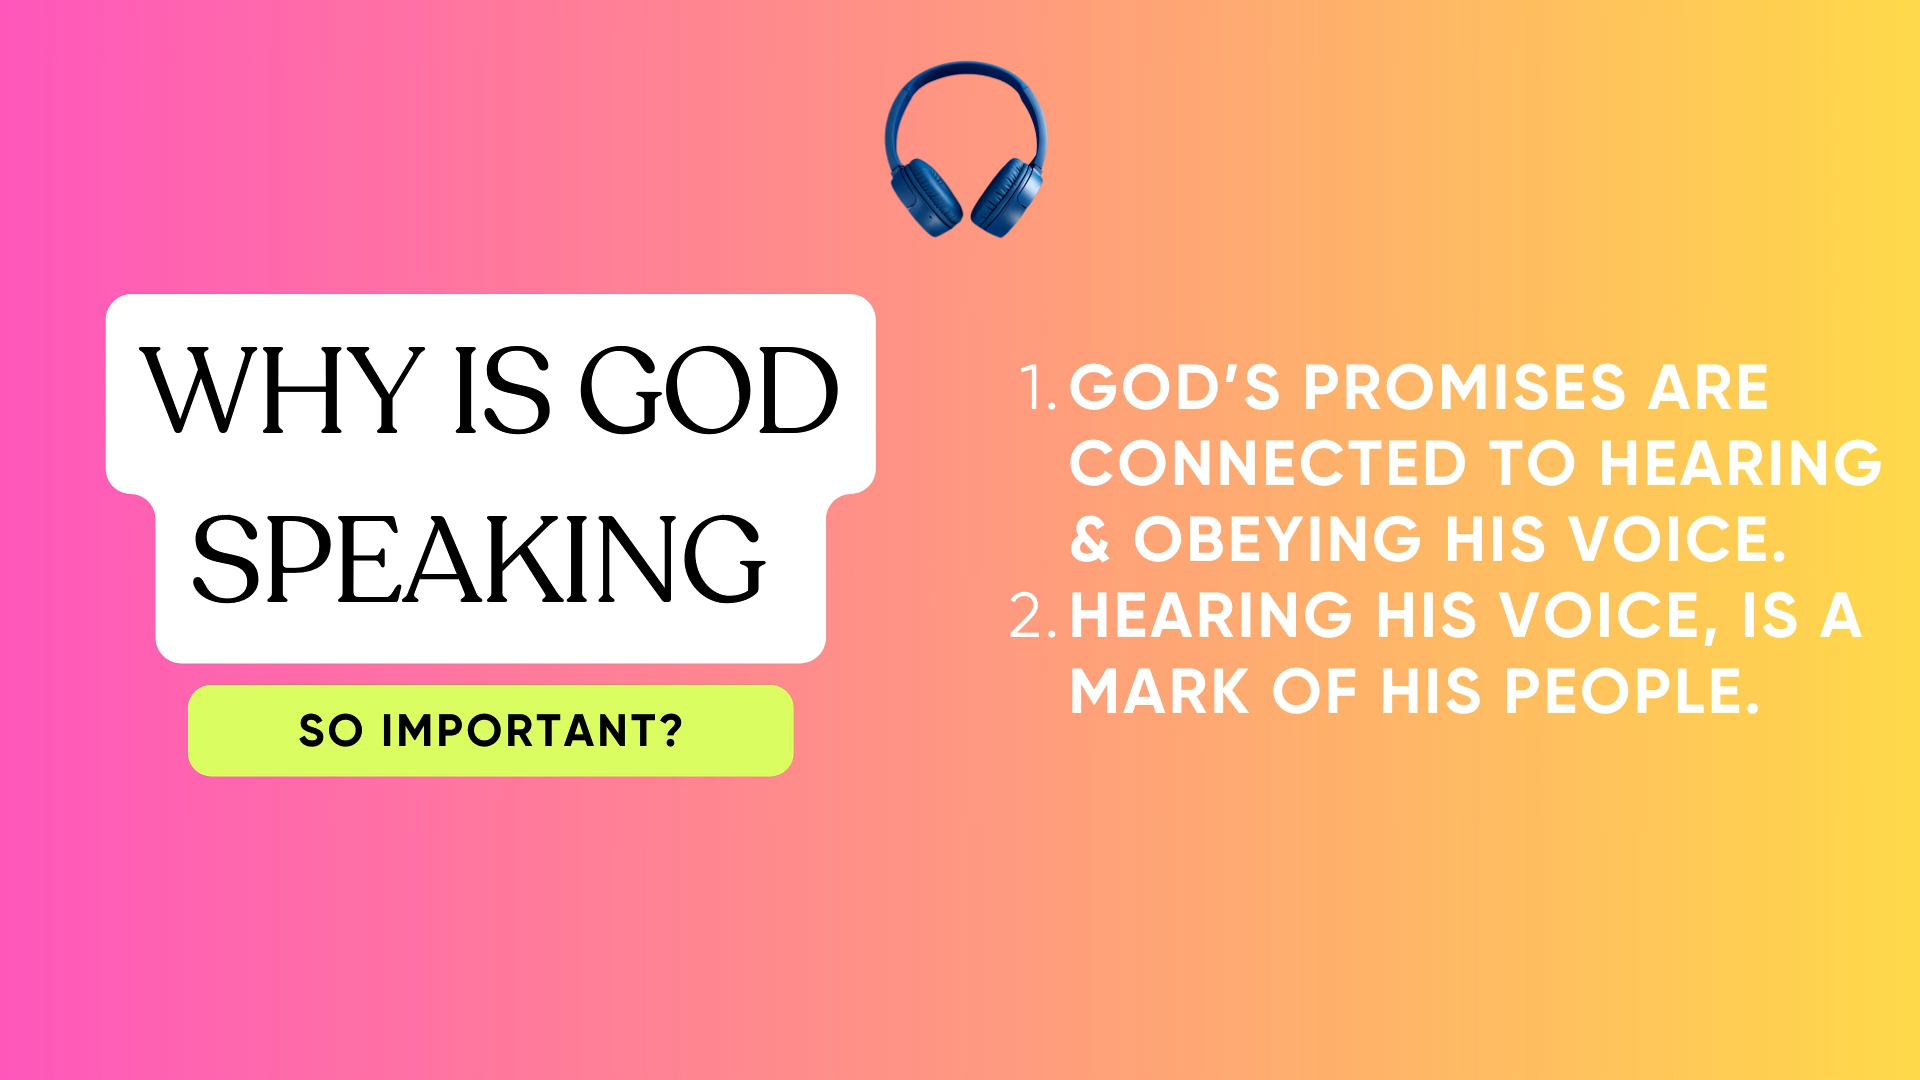 WHY IS GOD
SPEAKING
SO IMPORTANT?
1. GOD’S PROMISES ARE
CONNECTED TO HEARING
& OBEYING HIS VOICE.
2. HEARING HIS VOICE, IS A
MARK OF HIS PEOPLE.